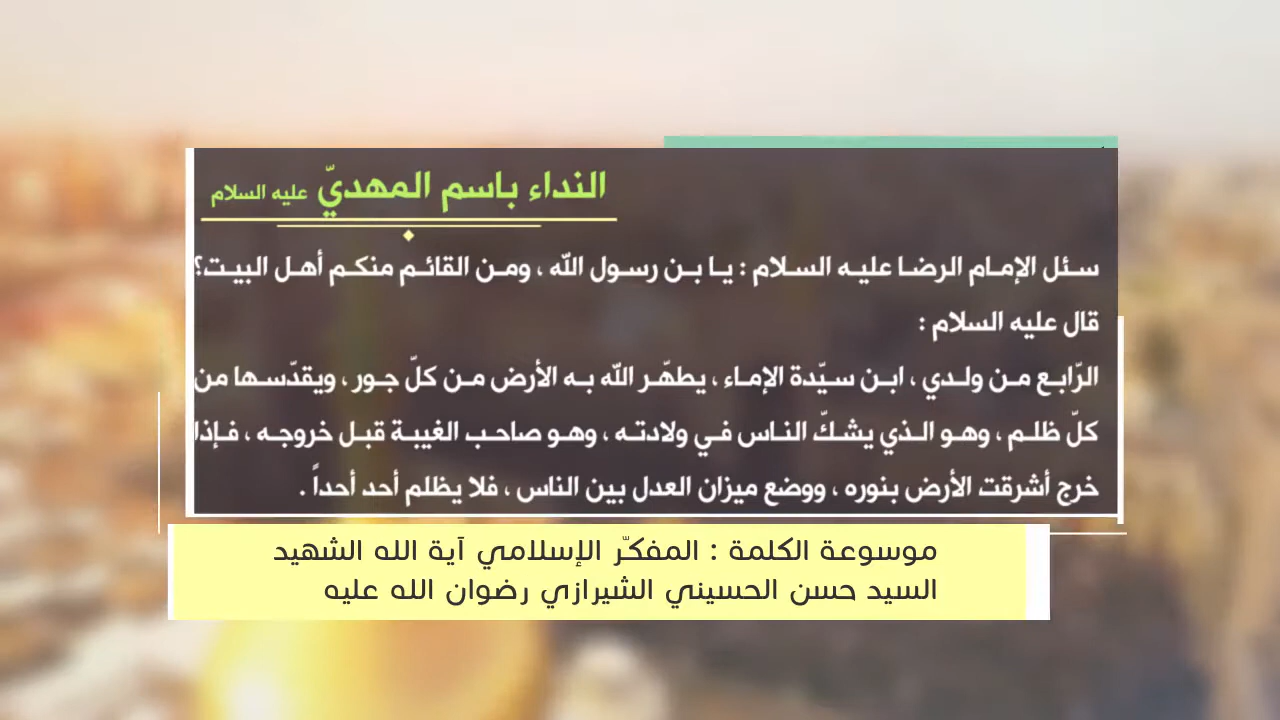 النداء باسم المهديّ عليه السلام
سئل الإمام الرضا عليه السلام : يا بن رسول الله ، ومن القائم منكم أهل البيت؟
قال عليه السلام :
الرّابع من ولدي ، ابن سيّدة الإماء ، يطهّر الله به الأرض من كلّ جور ، ويقدّسها من
كلّ ظلم ، وهو الذي يشكّ الناس في ولادته ، وهو صاحب الغيبة قبل خروجه ، فإذا
خرج أشرقت الأرض بنوره ، ووضع ميزان العدل بين الناس ، فلا يظلم أحد أحداً .
موسوعة الكلمة : المفكّر الإسلامي آية الله الشهيد
السيد حسن الحسيني الشيرازي رضوان الله عليه